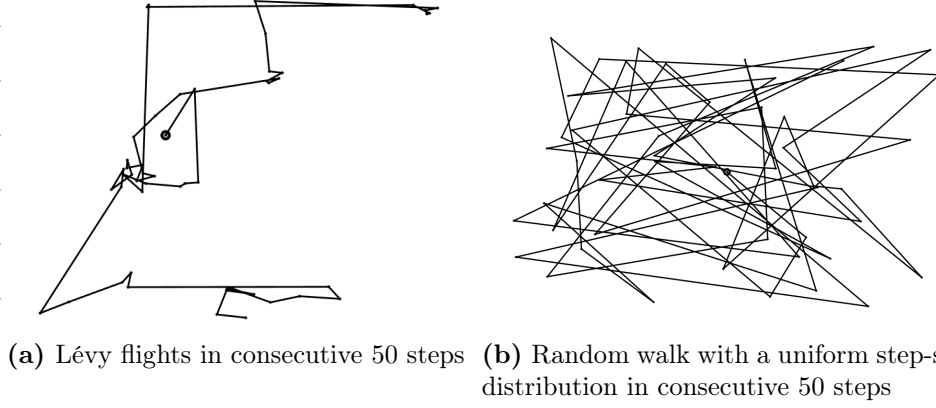 (a) Lévy flights in consecutive 50 steps
(b) Random walk with a uniform step-s
distribution in consecutive 50 steps